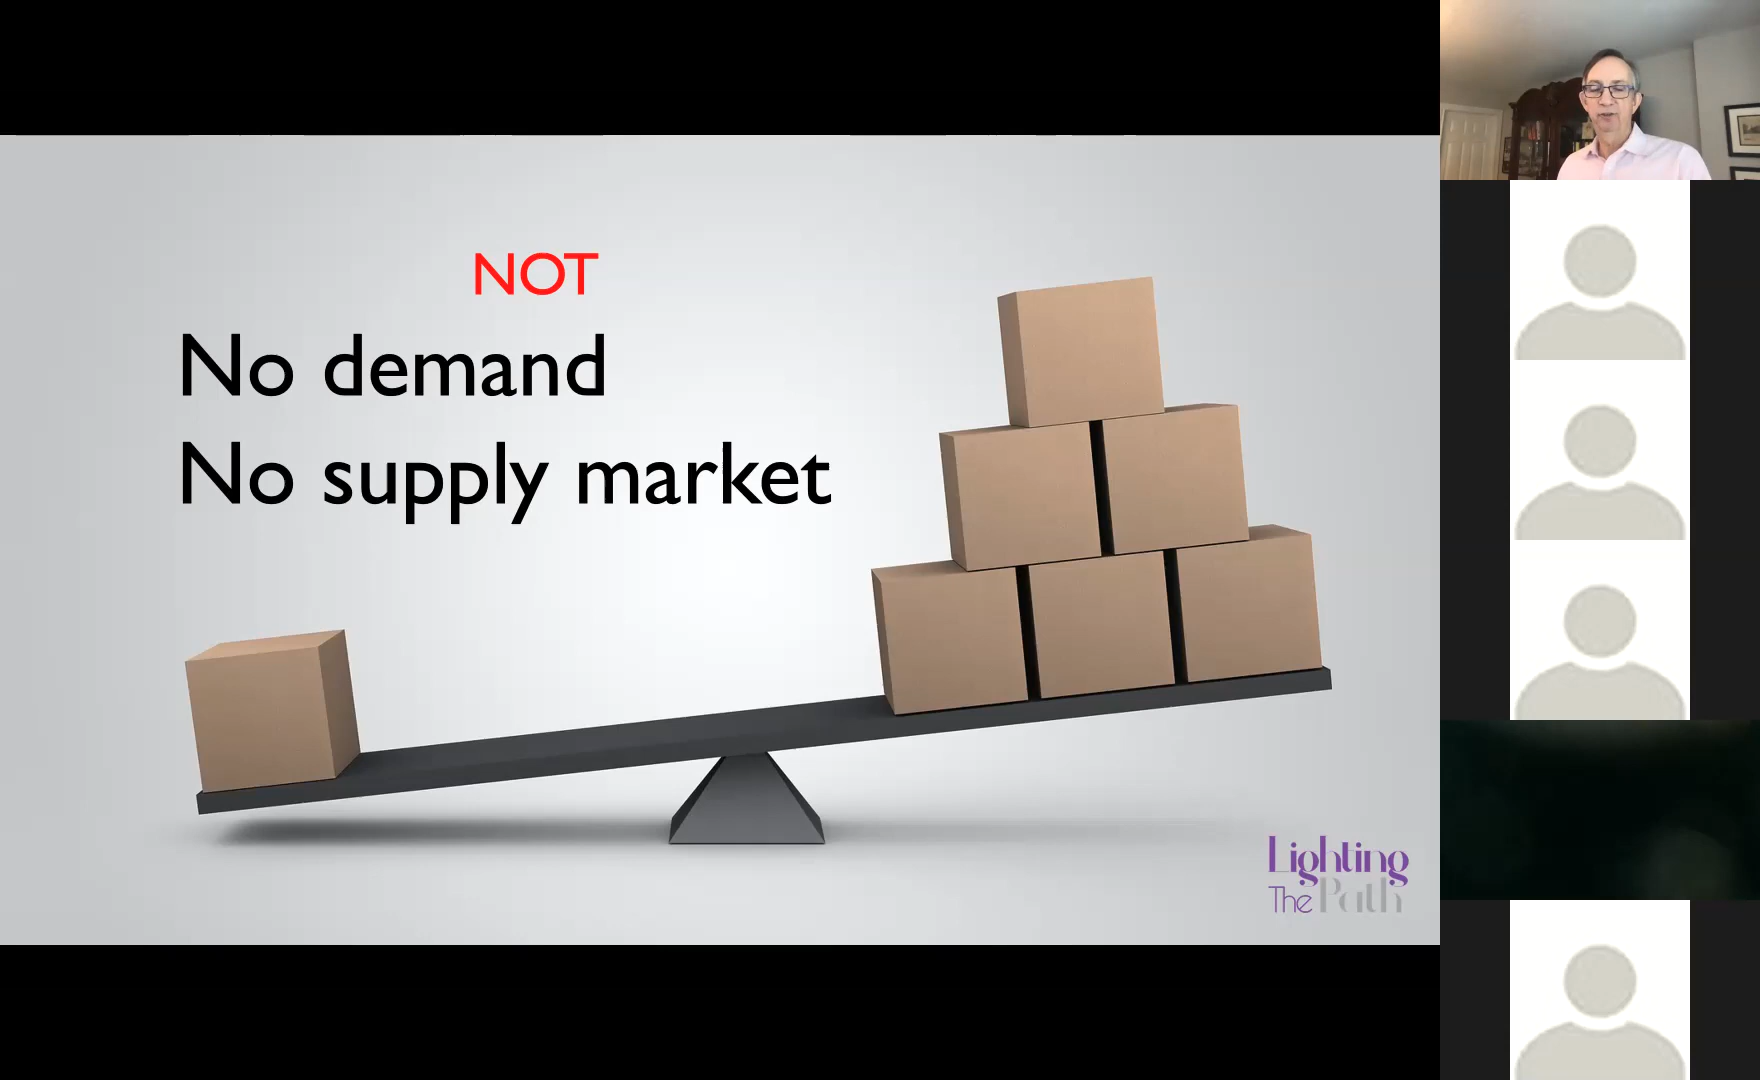 NOT
No demand
No supply market
Lighting
The Path